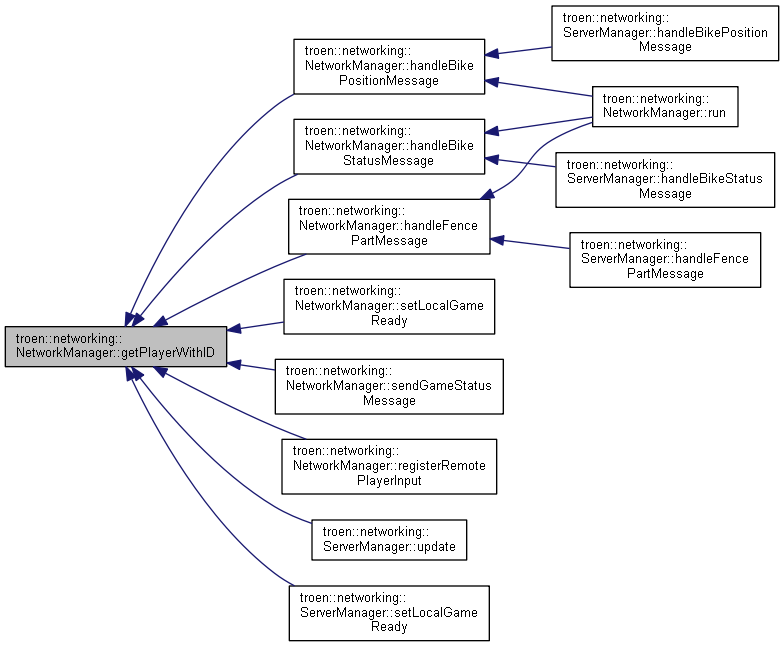 troen::networking::
NetworkManager::getPlayerWithID
troen::networking::
NetworkManager::handleBike
PositionMessage
troen::networking::
ServerManager::handleBikePosition
Message
troen::networking::
NetworkManager::run
troen::networking::
NetworkManager::handleBike
StatusMessage
troen::networking::
ServerManager::handleBikeStatus
Message
troen::networking::
NetworkManager::handleFence
PartMessage
troen::networking::
ServerManager::handleFence
PartMessage
troen::networking::
NetworkManager::setLocalGame
Ready
troen::networking::
NetworkManager::sendGameStatus
Message
troen::networking::
NetworkManager::registerRemote
PlayerInput
troen::networking::
ServerManager::update
troen::networking::
ServerManager::setLocalGame
Ready